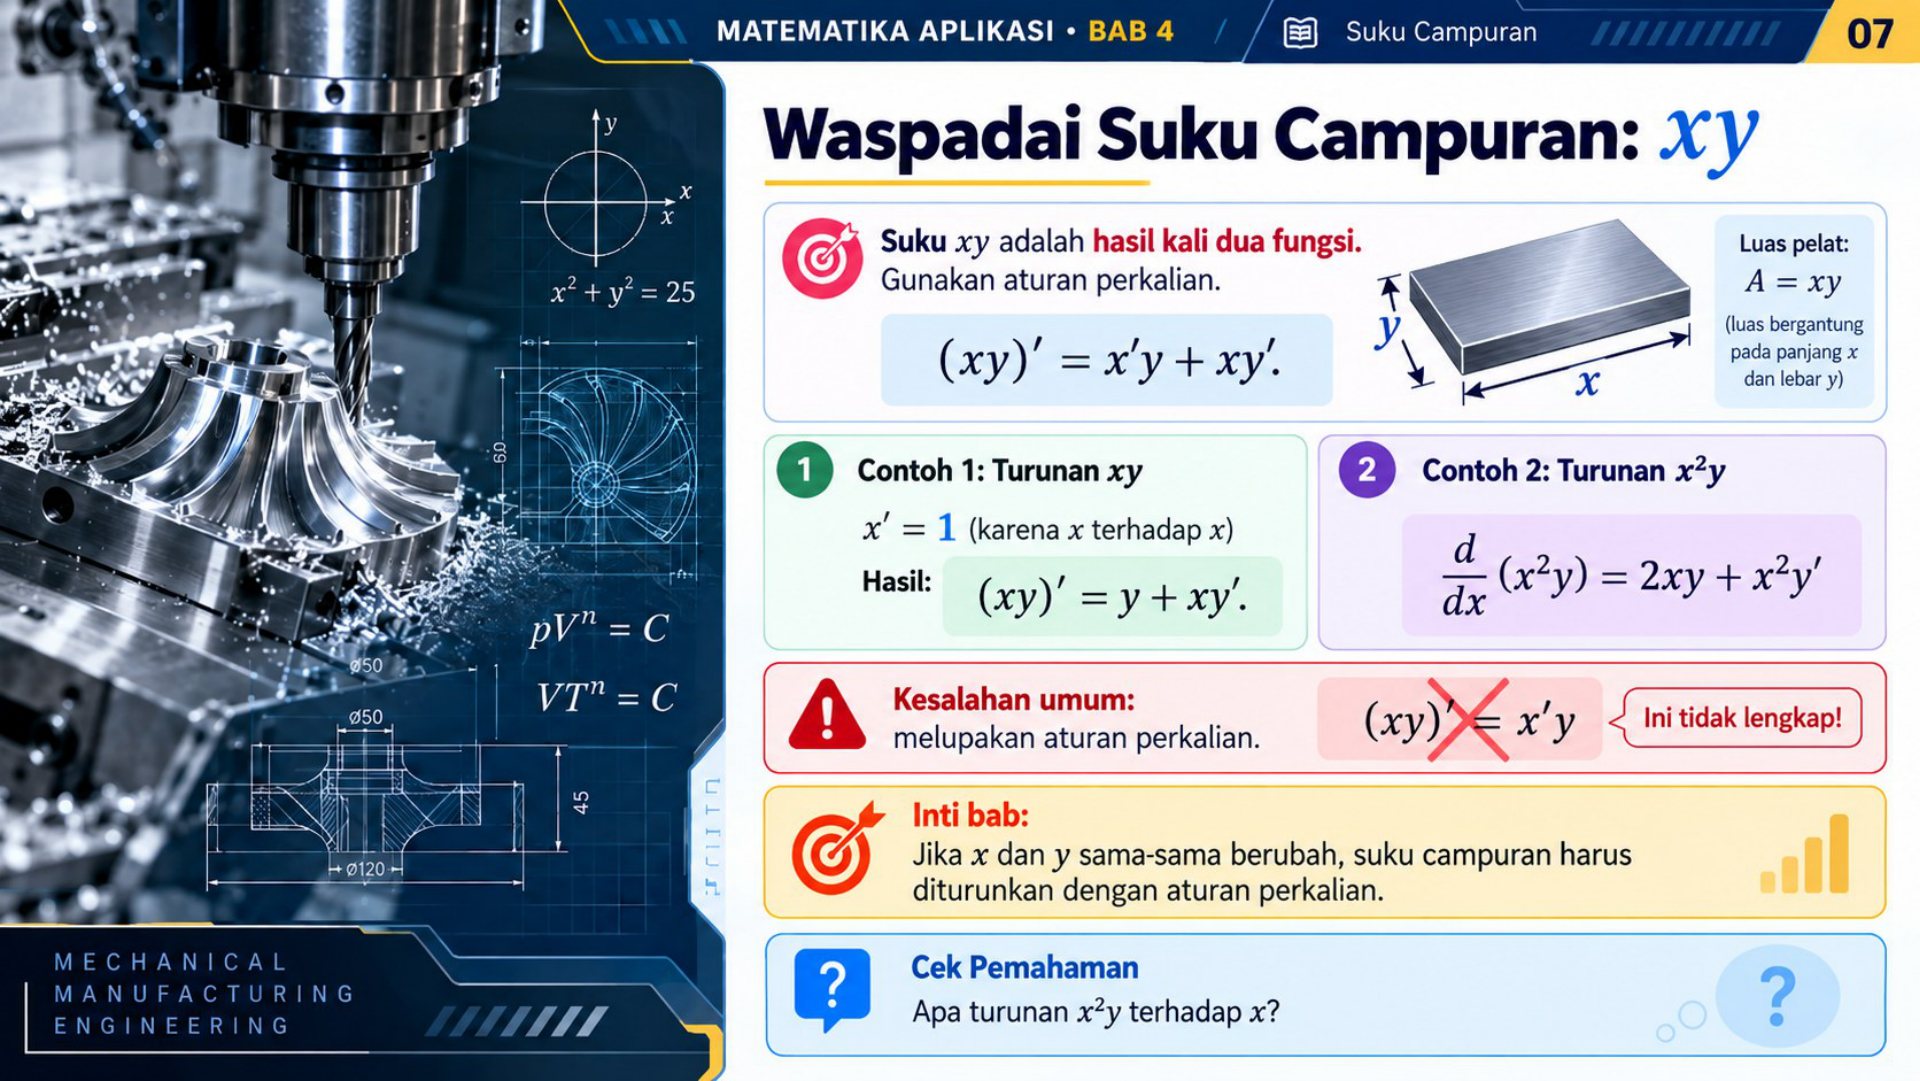 MATEMATIKA APLIKASI • BAB 4
Suku Campuran
07
y
x
x
x² + y² = 25
60
pVⁿ = C
VTⁿ = C
ø50
ø50
45
ø120
MECHANICAL
MANUFACTURING
ENGINEERING
Waspadai Suku Campuran: xy
Suku xy adalah hasil kali dua fungsi.
Gunakan aturan perkalian.
(xy)′ = x′y + xy′.
y
x
Luas pelat:
A = xy
(luas bergantung
pada panjang x
dan lebar y)
1
Contoh 1: Turunan xy
x′ = 1 (karena x terhadap x)
Hasil: (xy)′ = y + xy′.
2
Contoh 2: Turunan x²y
d/dx (x²y) = 2xy + x²y′
Kesalahan umum:
melupakan aturan perkalian.
(xy)′ = x′y
Ini tidak lengkap!
Inti bab:
Jika x dan y sama-sama berubah, suku campuran harus
diturunkan dengan aturan perkalian.
Cek Pemahaman
Apa turunan x²y terhadap x?